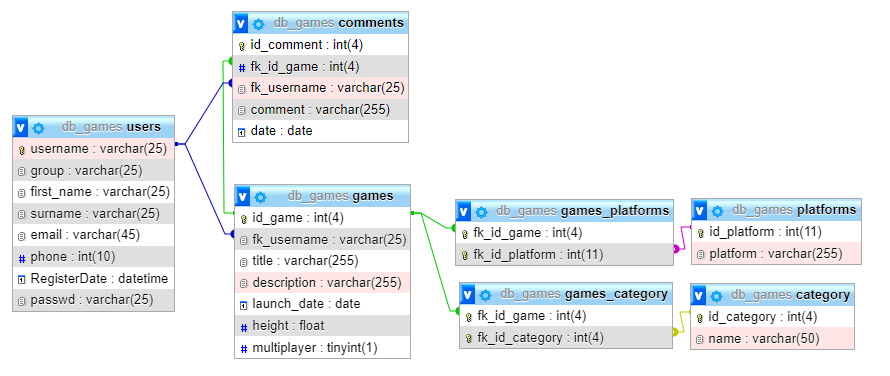 v db_games comments
id_comment : int(4)
# fk_id_game : int(4)
fk_username : varchar(25)
comment : varchar(255)
date : date
v db_games users
username : varchar(25)
group : varchar(25)
first_name : varchar(25)
surname : varchar(25)
email : varchar(45)
# phone : int(10)
RegisterDate : datetime
passwd : varchar(25)
v db_games games
id_game : int(4)
fk_username : varchar(25)
title : varchar(255)
description : varchar(255)
launch_date : date
# height : float
# multiplayer : tinyint(1)
v db_games games_platforms
fk_id_game : int(4)
fk_id_platform : int(11)
v db_games platforms
id_platform : int(11)
platform : varchar(255)
v db_games games_category
fk_id_game : int(4)
fk_id_category : int(4)
v db_games category
id_category : int(4)
name : varchar(50)